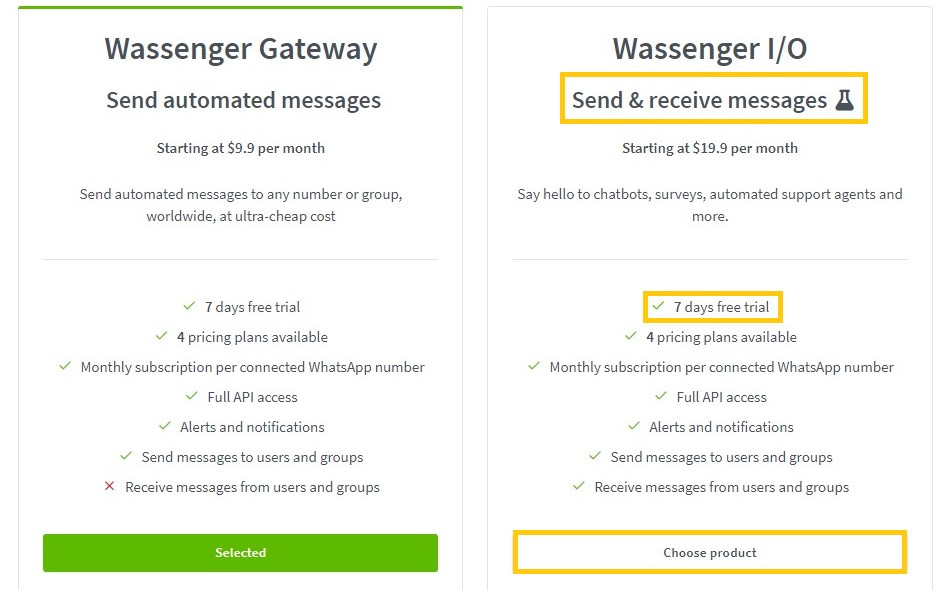 Wassenger Gateway
Send automated messages
Starting at $9.9 per month
Send automated messages to any number or group,
worldwide, at ultra-cheap cost
7 days free trial
4 pricing plans available
Monthly subscription per connected WhatsApp number
Full API access
Alerts and notifications
Send messages to users and groups
Receive messages from users and groups
Selected
Wassenger I/O
Send & receive messages
Starting at $19.9 per month
Say hello to chatbots, surveys, automated support agents and
more.
7 days free trial
4 pricing plans available
Monthly subscription per connected WhatsApp number
Full API access
Alerts and notifications
Send messages to users and groups
Receive messages from users and groups
Choose product